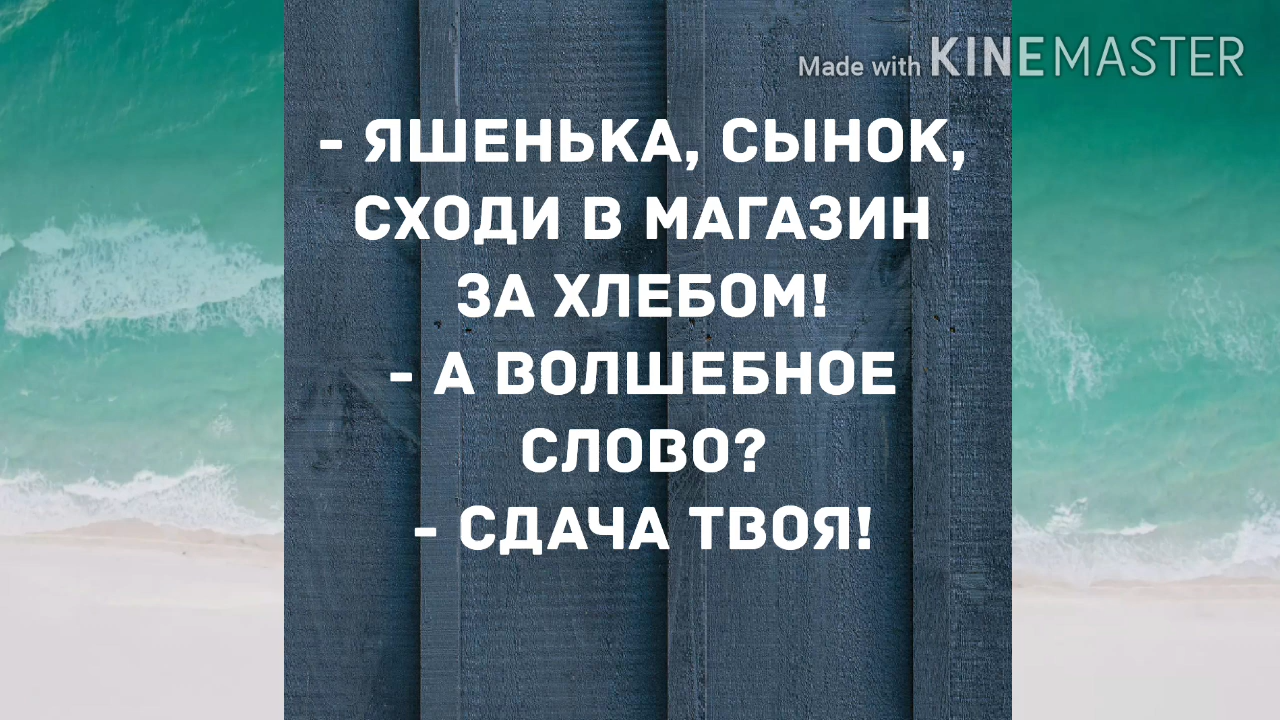 Made with KINEMASTER
- ЯШЕНЬКА, СЫНОК,
СХОДИ В МАГАЗИН
ЗА ХЛЕБОМ!
- А ВОЛШЕБНОЕ
СЛОВО?
- СДАЧА ТВОЯ!